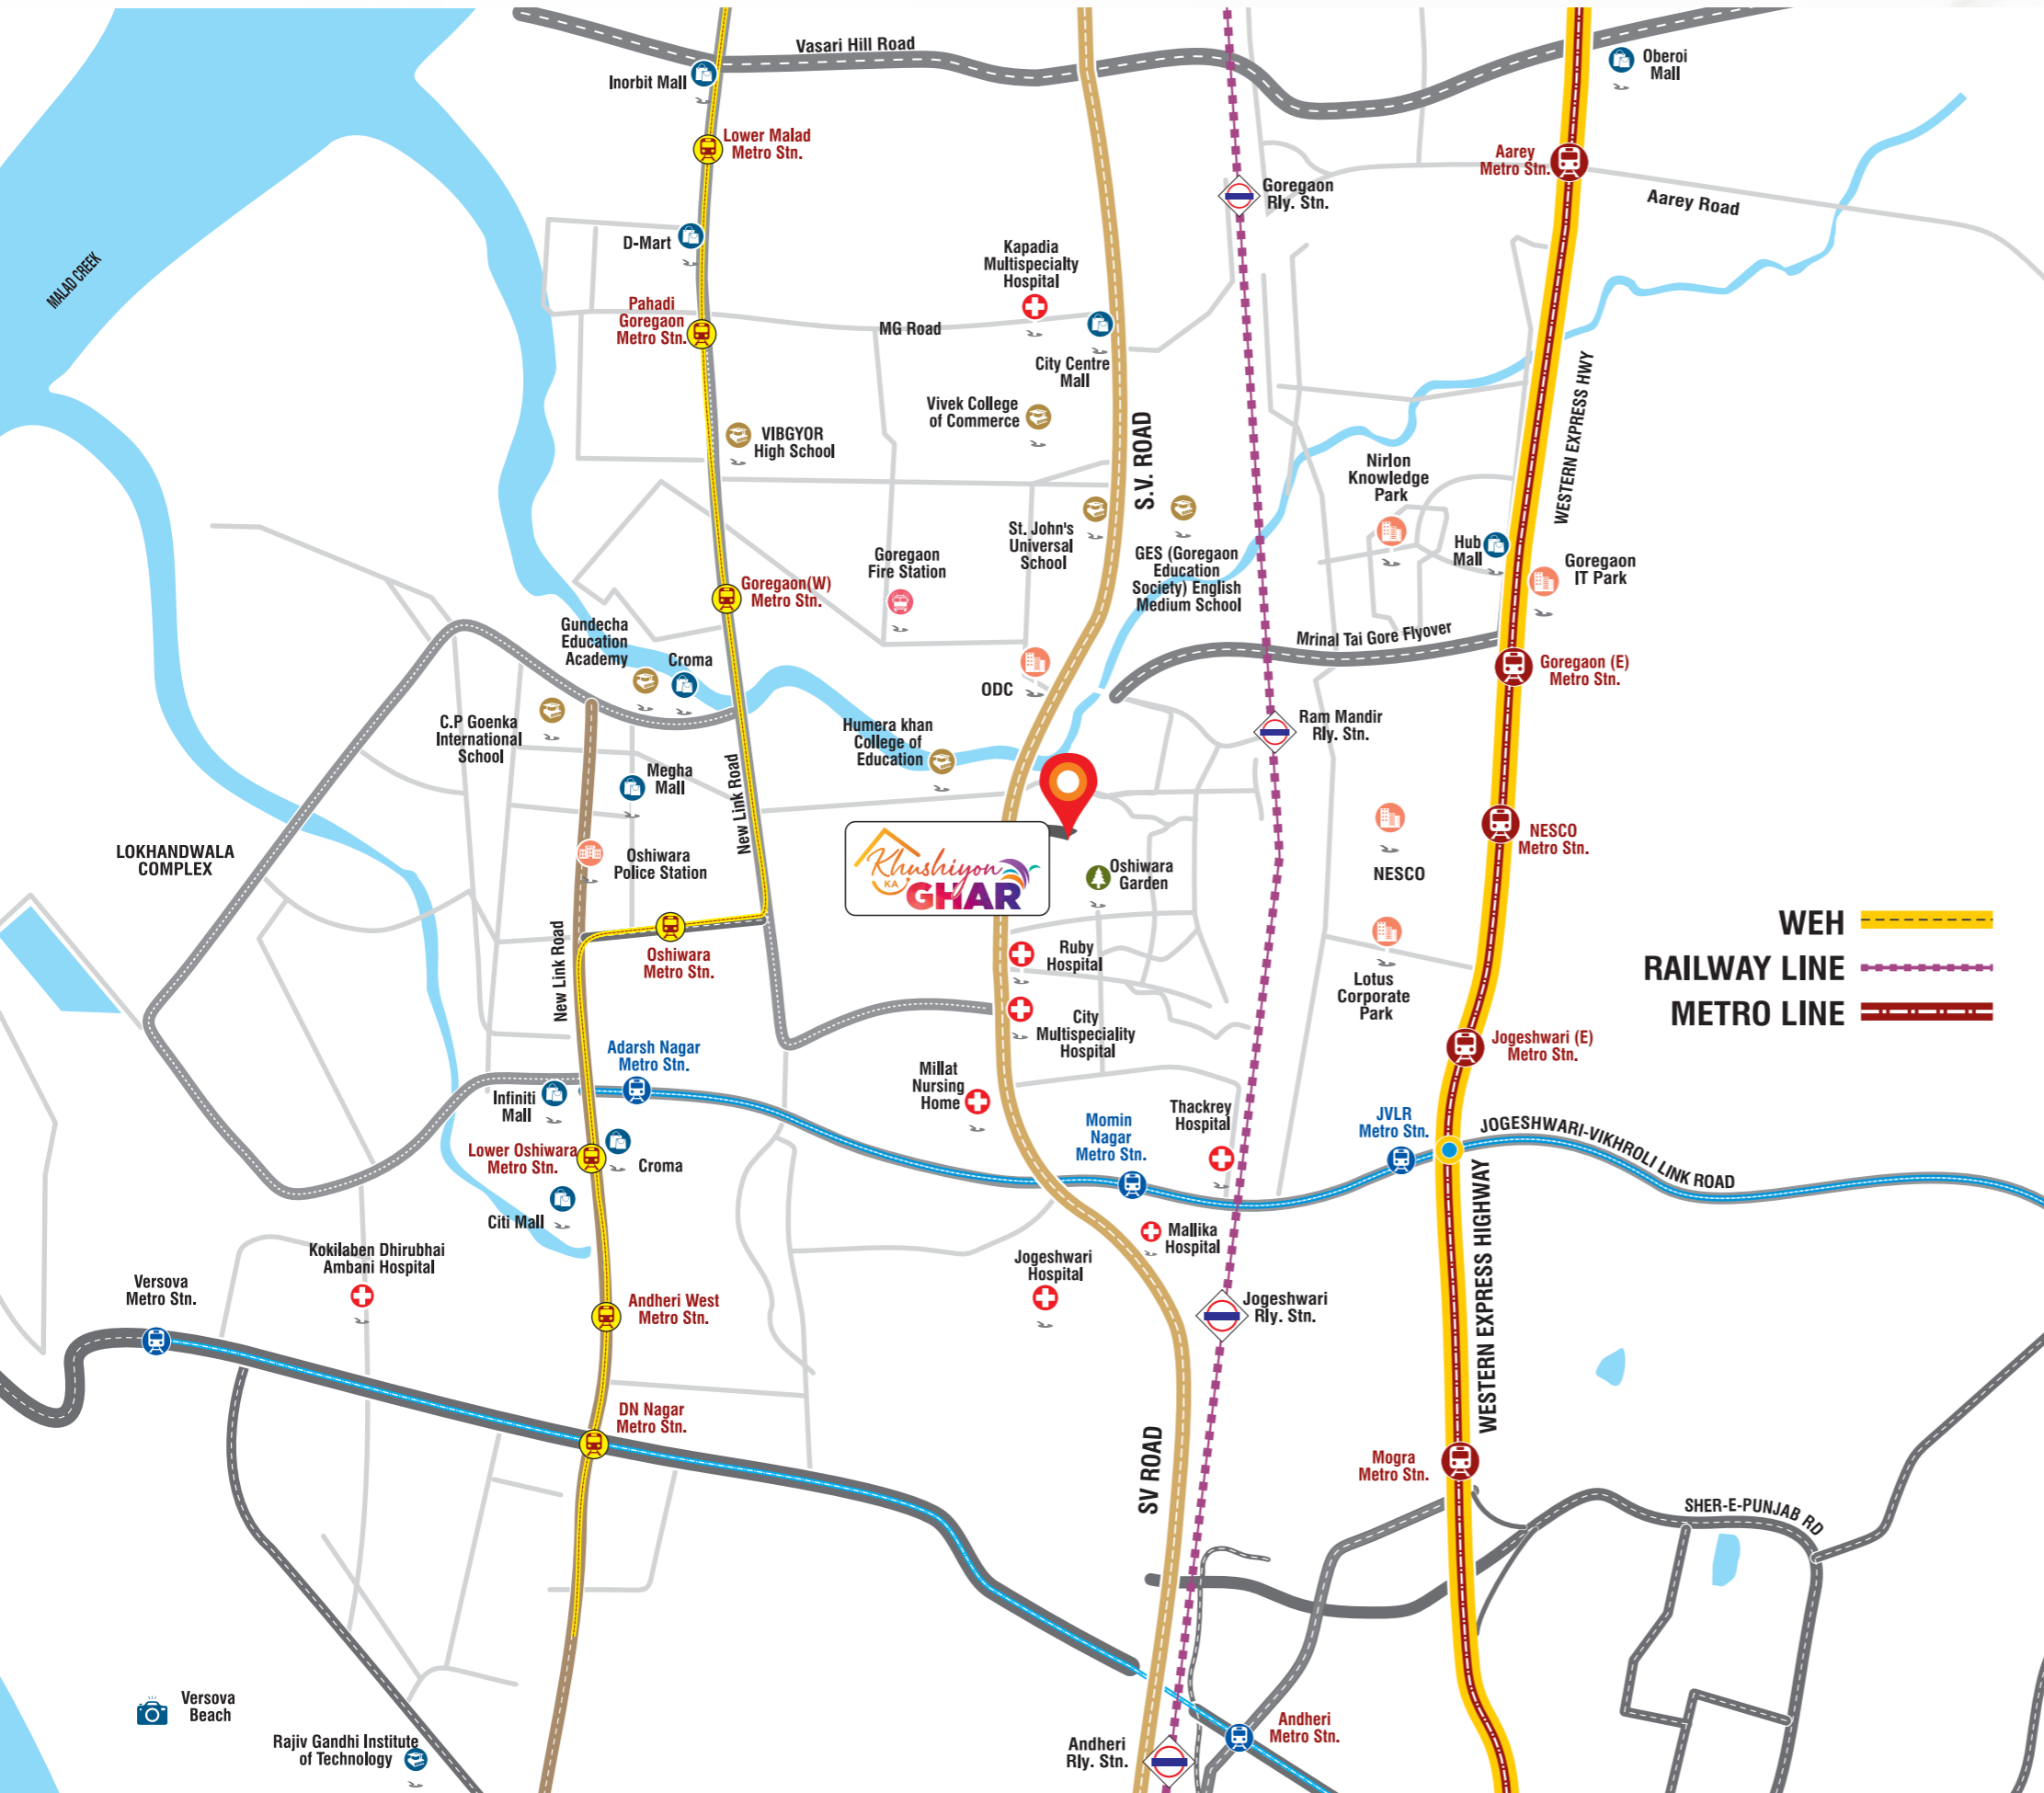 Vasari Hill Road
Oberoi
Mall
Inorbit Mall
Lower Malad
Metro Stn.
Aarey
Metro Stn.
Goregaon
Rly. Stn.
Aarey Road
D-Mart
Kapadia
Multispecialty
Hospital
MALAD CREEK
Pahadi
Goregaon
Metro Stn.
MG Road
City Centre
Mall
WESTERN EXPRESS HWY
Vivek College
of Commerce
VIBGYOR
High School
S.V. ROAD
Nirlon
Knowledge
Park
St. John's
Universal
School
GES (Goregaon
Education
Society) English
Medium School
Hub
Mall
Goregaon
IT Park
Goregaon
Fire Station
Goregaon(W)
Metro Stn.
Gundecha
Education
Academy
Croma
Mrinal Tai Gore Flyover
Goregaon (E)
Metro Stn.
ODC
C.P Goenka
International
School
Humera khan
College of
Education
Ram Mandir
Rly. Stn.
Megha
Mall
New Link Road
NESCO
Metro Stn.
LOKHANDWALA
COMPLEX
Oshiwara
Police Station
Khushiyon
KA
GHAR
Oshiwara
Garden
NESCO
WEH
RAILWAY LINE
METRO LINE
New Link Road
Oshiwara
Metro Stn.
Ruby
Hospital
Lotus
Corporate
Park
City
Multispeciality
Hospital
Jogeshwari (E)
Metro Stn.
Adarsh Nagar
Metro Stn.
Infiniti
Mall
Millat
Nursing
Home
Momin
Nagar
Metro Stn.
Thackrey
Hospital
JVLR
Metro Stn.
JOGESHWARI-VIKHROLI LINK ROAD
Lower Oshiwara
Metro Stn.
Croma
Citi Mall
Kokilaben Dhirubhai
Ambani Hospital
Mallika
Hospital
Jogeshwari
Hospital
WESTERN EXPRESS HIGHWAY
Versova
Metro Stn.
Andheri West
Metro Stn.
Jogeshwari
Rly. Stn.
DN Nagar
Metro Stn.
SV ROAD
Mogra
Metro Stn.
SHER-E-PUNJAB RD
Versova
Beach
Rajiv Gandhi Institute
of Technology
Andheri
Rly. Stn.
Andheri
Metro Stn.